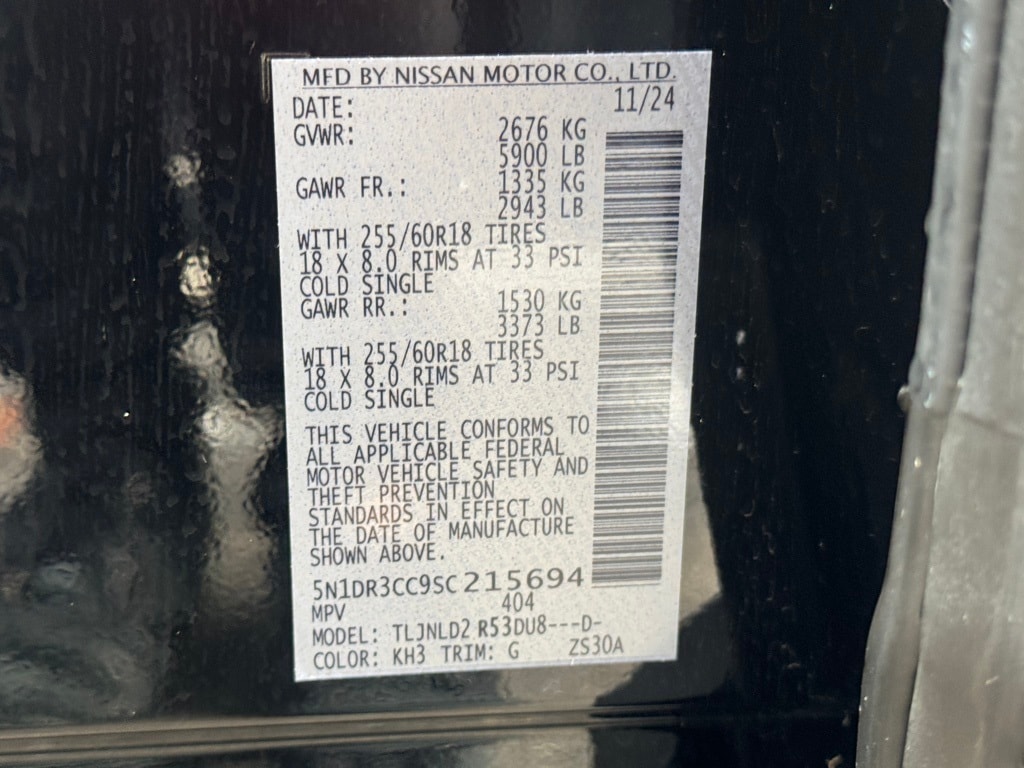 MFD BY NISSAN MOTOR CO., LTD.
DATE: 11/24
GVWR: 2676 KG
5900 LB
GAWR FR.: 1335 KG
2943 LB
WITH 255/60R18 TIRES
18 X 8.0 RIMS AT 33 PSI
COLD SINGLE
GAWR RR.: 1530 KG
3373 LB
WITH 255/60R18 TIRES
18 X 8.0 RIMS AT 33 PSI
COLD SINGLE
THIS VEHICLE CONFORMS TO
ALL APPLICABLE FEDERAL
MOTOR VEHICLE SAFETY AND
THEFT PREVENTION
STANDARDS IN EFFECT ON
THE DATE OF MANUFACTURE
SHOWN ABOVE.
5N1DR3CC9SC215694
MPV 404
MODEL: TLJNLD2 R53DU8---D-
COLOR: KH3 TRIM: G ZS30A